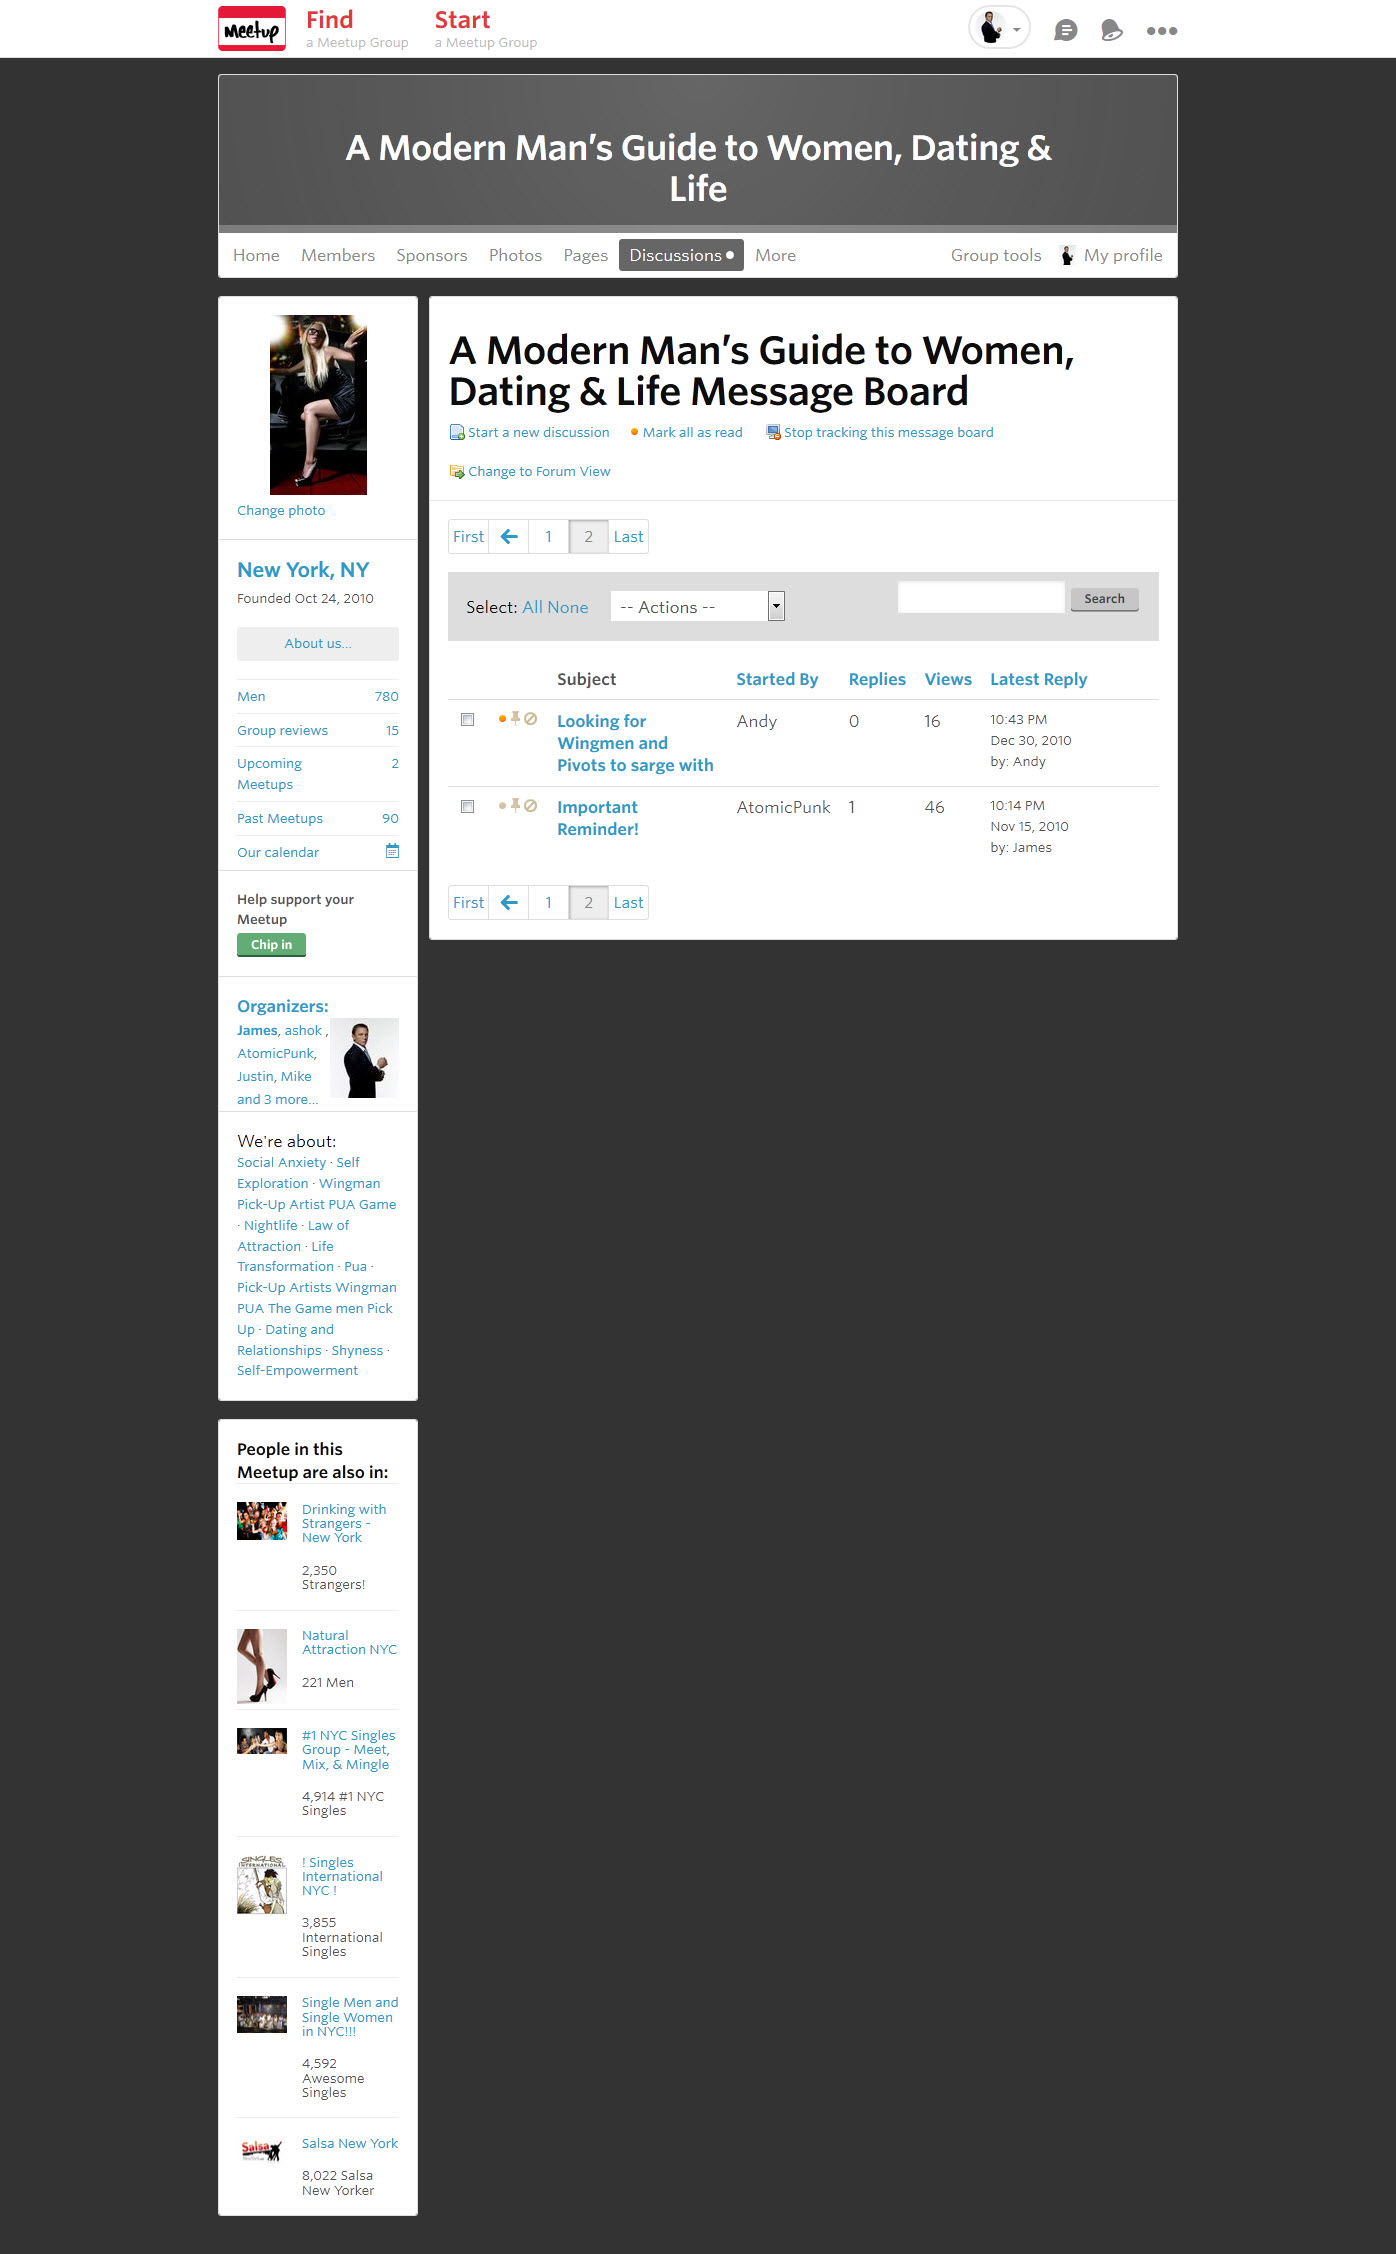 Meetup
Find
a Meetup Group
Start
a Meetup Group
A Modern Man's Guide to Women, Dating &
Life
Home Members Sponsors Photos Pages Discussions More Group tools My profile
Change photo
New York, NY
Founded Oct 24, 2010
About us...
Men 780
Group reviews 15
Upcoming 2
Meetups
Past Meetups 90
Our calendar
Help support your
Meetup
Chip in
Organizers:
James, ashok ,
AtomicPunk,
Justin, Mike
and 3 more...
We're about:
Social Anxiety · Self
Exploration · Wingman
Pick-Up Artist PUA Game
· Nightlife · Law of
Attraction · Life
Transformation · Pua ·
Pick-Up Artists Wingman
PUA The Game men Pick
Up · Dating and
Relationships · Shyness ·
Self-Empowerment
People in this
Meetup are also in:
Drinking with
Strangers -
New York
2,350
Strangers!
Natural
Attraction NYC
221 Men
#1 NYC Singles
Group - Meet,
Mix, & Mingle
4,914 #1 NYC
Singles
SINGLES
INTERNATIONAL
! Singles
International
NYC !
3,855
International
Singles
Single Men and
Single Women
in NYC!!!
4,592
Awesome
Singles
Salsa
Salsa New York
8,022 Salsa
New Yorker
A Modern Man's Guide to Women,
Dating & Life Message Board
Start a new discussion Mark all as read Stop tracking this message board
Change to Forum View
First 1 2 Last
Select: All None -- Actions -- Search
Subject Started By Replies Views Latest Reply
Looking for
Wingmen and
Pivots to sarge with
Andy 0 16
10:43 PM
Dec 30, 2010
by: Andy
Important
Reminder!
AtomicPunk 1 46
10:14 PM
Nov 15, 2010
by: James
First 1 2 Last